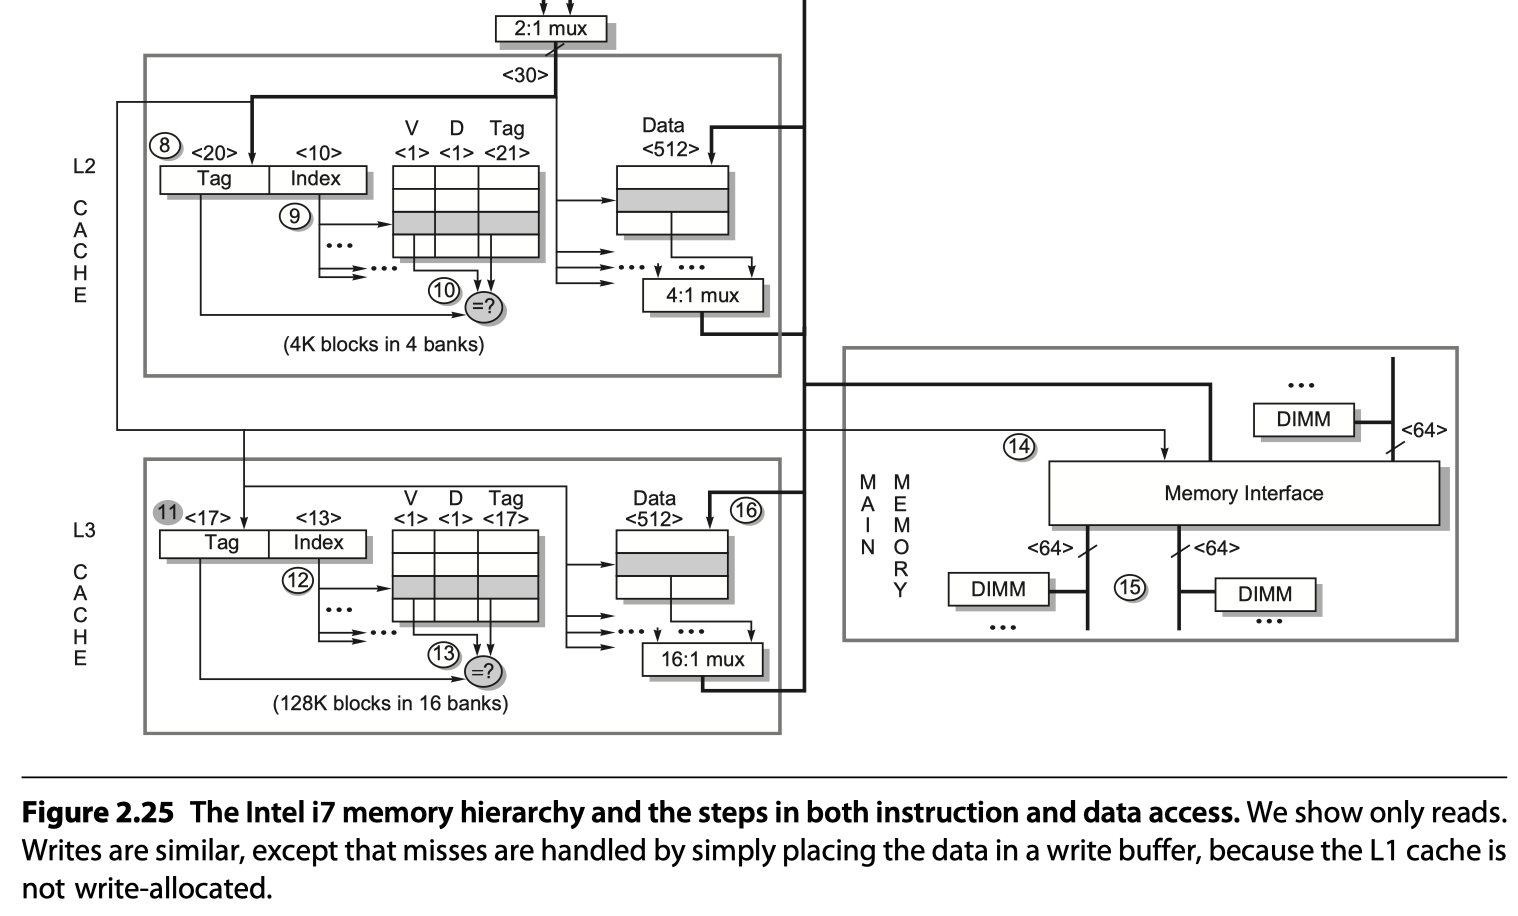 2:1 mux
<30>
L2
CACHE
8
<20>
<10>
Tag
Index
9
V
D
Tag
<1>
<1>
<21>
Data
<512>
10
=?
4:1 mux
(4K blocks in 4 banks)
L3
CACHE
11
<17>
<13>
Tag
Index
12
V
D
Tag
<1>
<1>
<17>
Data
<512>
16
13
=?
16:1 mux
(128K blocks in 16 banks)
MAIN
MEMORY
14
DIMM
<64>
Memory Interface
<64>
<64>
DIMM
15
DIMM
Figure 2.25 The Intel i7 memory hierarchy and the steps in both instruction and data access. We show only reads.
Writes are similar, except that misses are handled by simply placing the data in a write buffer, because the L1 cache is
not write-allocated.